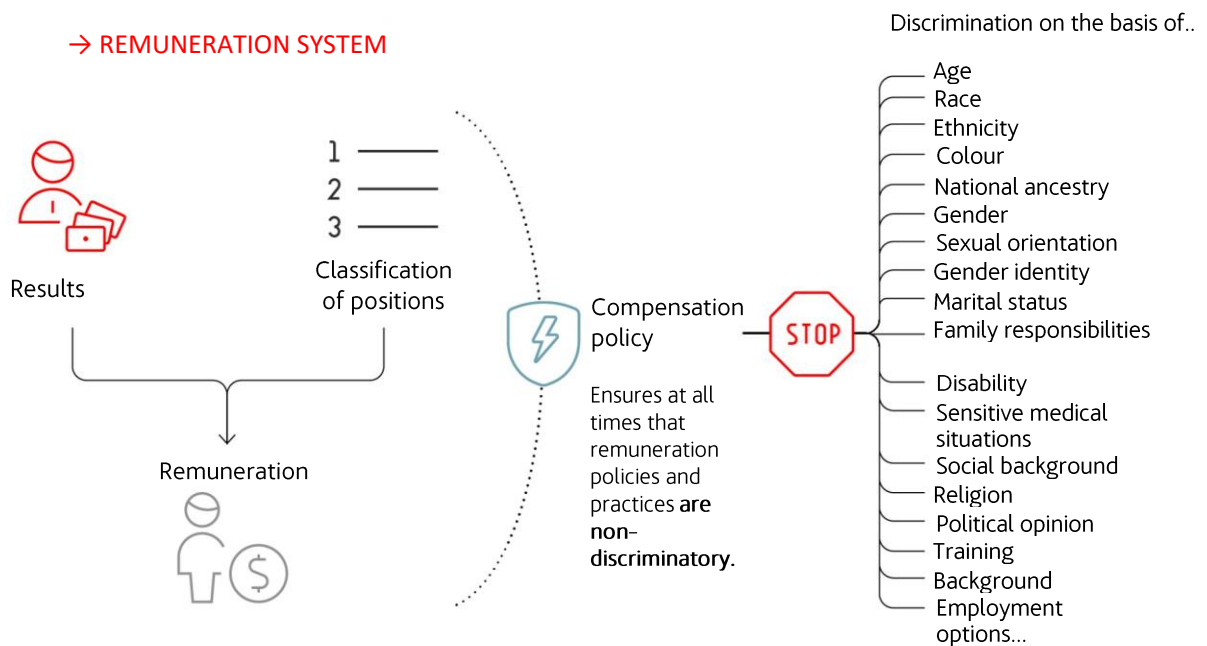 → REMUNERATION SYSTEM
Results
1
2
3
Classification
of positions
Remuneration
$
Compensation
policy
Ensures at all
times that
remuneration
policies and
practices are
non-
discriminatory.
STOP
Discrimination on the basis of..
Age
Race
Ethnicity
Colour
National ancestry
Gender
Sexual orientation
Gender identity
Marital status
Family responsibilities
Disability
Sensitive medical
situations
Social background
Religion
Political opinion
Training
Background
Employment
options...